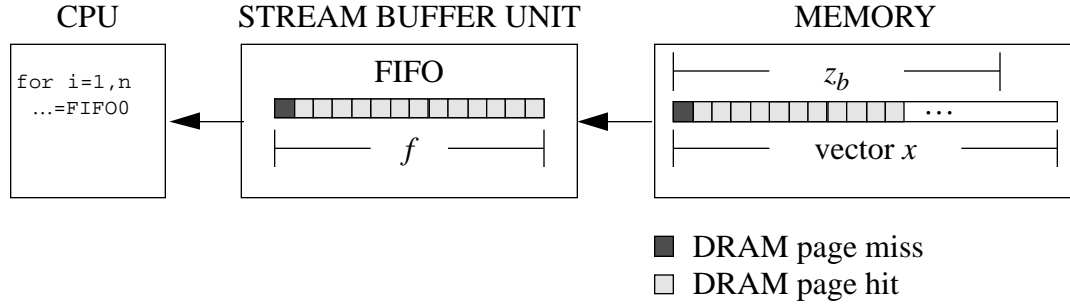 CPU
STREAM BUFFER UNIT
MEMORY
for i=1,n
...=FIFO0
FIFO
f
z_b
...
vector x
DRAM page miss
DRAM page hit